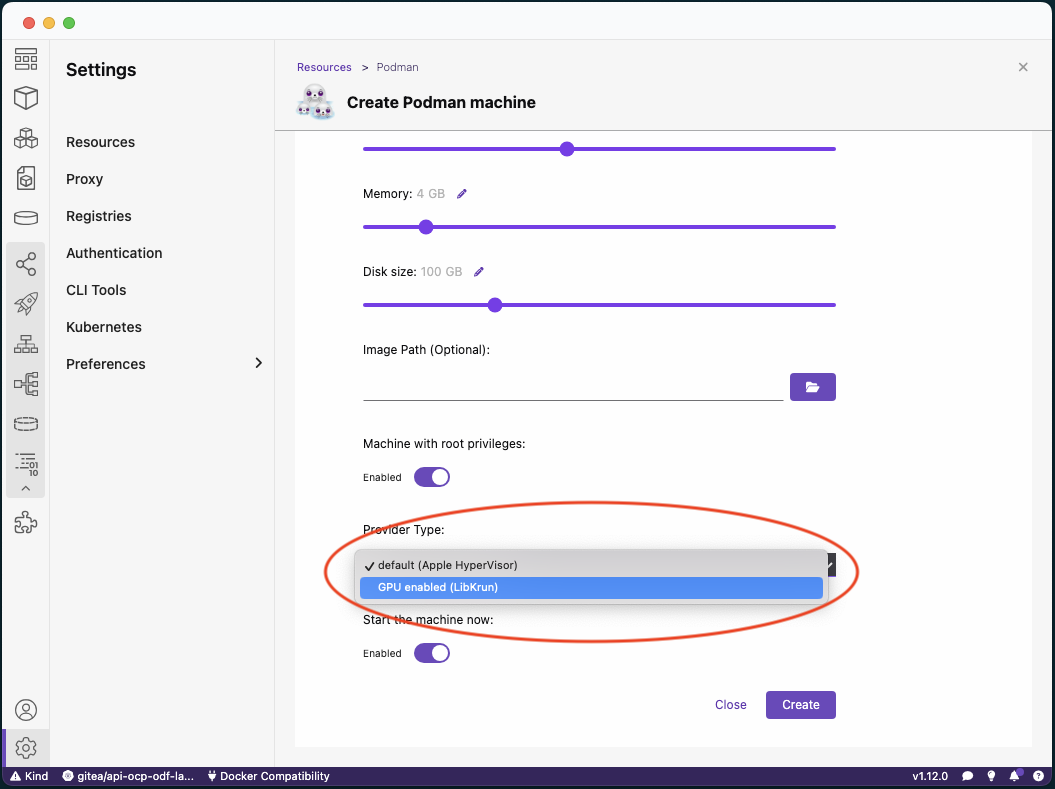 Settings
Resources
Proxy
Registries
Authentication
CLI Tools
Kubernetes
Preferences
Resources > Podman
Create Podman machine
Memory: 4 GB
Disk size: 100 GB
Image Path (Optional):
Machine with root privileges:
Enabled
Provider Type:
✓ default (Apple HyperVisor)
GPU enabled (LibKrun)
Start the machine now:
Enabled
Close Create
Kind gitea/api-ocp-odf-la... Docker Compatibility v1.12.0